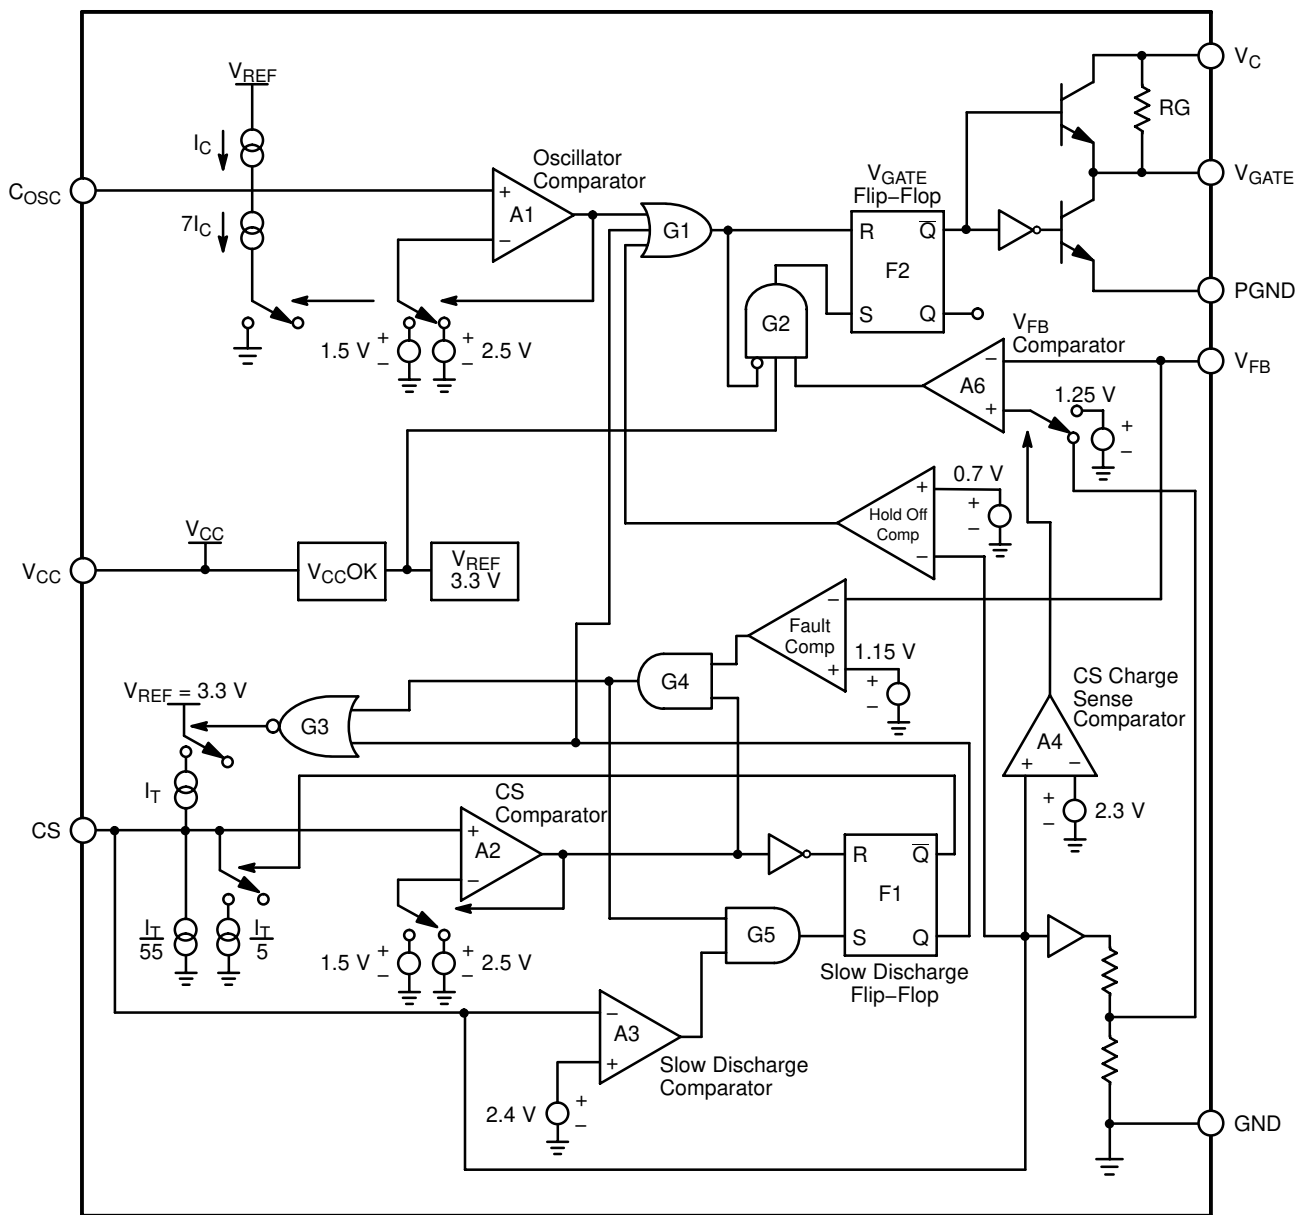 V_C
V_REF
RG
I_C
Oscillator
Comparator
V_GATE
Flip-Flop
V_GATE
C_OSC
+
A1
−
7I_C
G1
R
Q̅
F2
S
Q
PGND
G2
1.5 V
+
−
+
−
2.5 V
V_FB
Comparator
−
A6
+
V_FB
1.25 V
+
−
0.7 V
+
−
+
Hold Off
Comp
−
V_CC
V_CC
V_CCOK
V_REF
3.3 V
−
Fault
Comp
+
1.15 V
+
−
G4
V_REF = 3.3 V
G3
CS Charge
Sense
Comparator
A4
+
−
+
−
2.3 V
I_T
CS
CS
Comparator
+
A2
−
R
Q̅
F1
S
Q
I_T
55
I_T
5
1.5 V
+
−
+
−
2.5 V
G5
Slow Discharge
Flip-Flop
−
A3
+
Slow Discharge
Comparator
2.4 V
+
−
GND